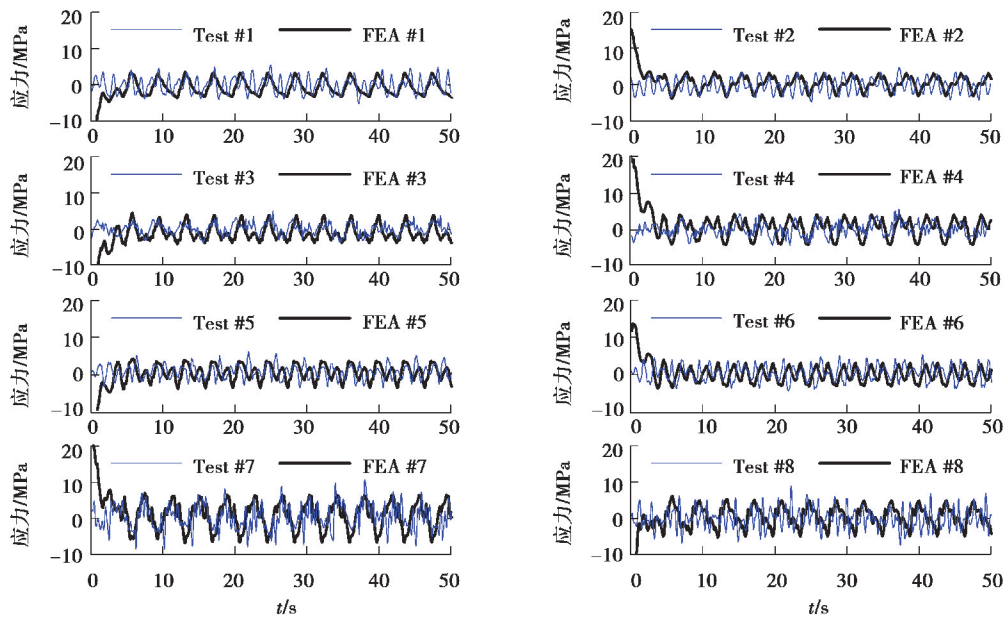 20
Test #1 FEA #1
10
0
−10
应力/MPa
0 10 20 30 40 50
20
Test #2 FEA #2
10
0
−10
应力/MPa
0 10 20 30 40 50
20
Test #3 FEA #3
10
0
−10
应力/MPa
0 10 20 30 40 50
20
Test #4 FEA #4
10
0
−10
应力/MPa
0 10 20 30 40 50
20
Test #5 FEA #5
10
0
−10
应力/MPa
0 10 20 30 40 50
20
Test #6 FEA #6
10
0
−10
应力/MPa
0 10 20 30 40 50
20
Test #7 FEA #7
10
0
−10
应力/MPa
0 10 20 30 40 50
t/s
20
Test #8 FEA #8
10
0
−10
应力/MPa
0 10 20 30 40 50
t/s